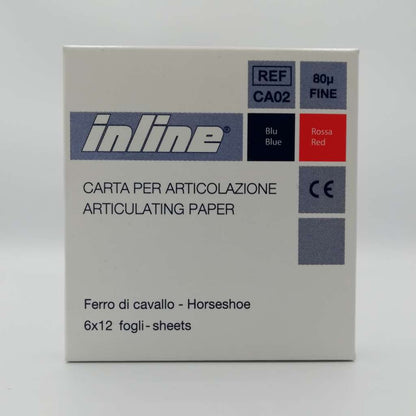 REF
CA02
80µ
FINE
inline®
Blu
Blue
Rossa
Red
CE
CARTA PER ARTICOLAZIONE
ARTICULATING PAPER
Ferro di cavallo - Horseshoe
6x12 fogli - sheets